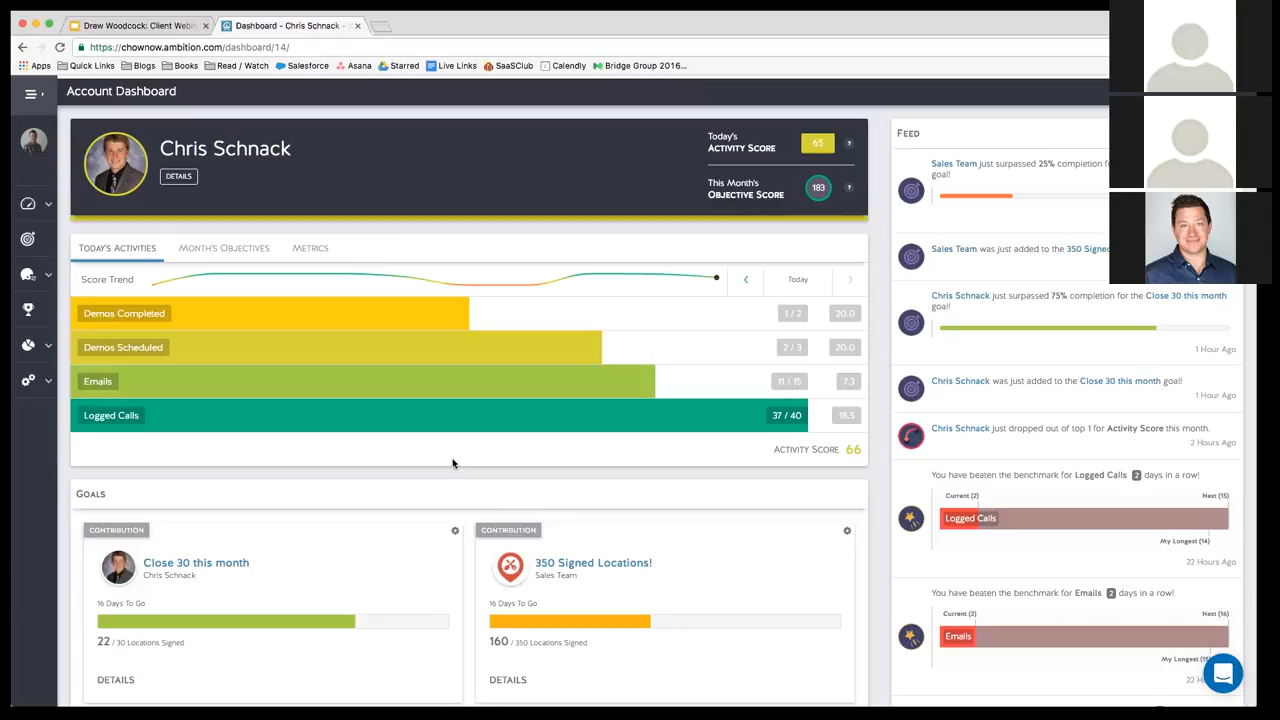 Drew Woodcock: Client Webin
Dashboard - Chris Schnack -
https://chownow.ambition.com/dashboard/14/
Apps Quick Links Blogs Books Read / Watch Salesforce Asana Starred Live Links SaaSClub Calendly Bridge Group 2016...
Account Dashboard
Chris Schnack
DETAILS
Today's
ACTIVITY SCORE
65
?
This Month's
OBJECTIVE SCORE
183
?
TODAY'S ACTIVITIES MONTH'S OBJECTIVES METRICS
Score Trend
Today
Demos Completed 1 / 2 20.0
Demos Scheduled 2 / 3 20.0
Emails 11 / 15 7.3
Logged Calls 37 / 40 18.5
ACTIVITY SCORE 66
GOALS
CONTRIBUTION
Close 30 this month
Chris Schnack
16 Days To Go
22 / 30 Locations Signed
DETAILS
CONTRIBUTION
350 Signed Locations!
Sales Team
16 Days To Go
160 / 350 Locations Signed
DETAILS
FEED
Sales Team just surpassed 25% completion fo
goal!
Sales Team was just added to the 350 Signed
Chris Schnack just surpassed 75% completion for the Close 30 this month
goal!
1 Hour Ago
Chris Schnack was just added to the Close 30 this month goal!
1 Hour Ago
Chris Schnack just dropped out of top 1 for Activity Score this month.
2 Hours Ago
You have beaten the benchmark for Logged Calls 2 days in a row!
Current (2) Next (15)
Logged Calls
My Longest (14)
22 Hours Ago
You have beaten the benchmark for Emails 2 days in a row!
Current (2) Next (16)
Emails
My Longest
22 H